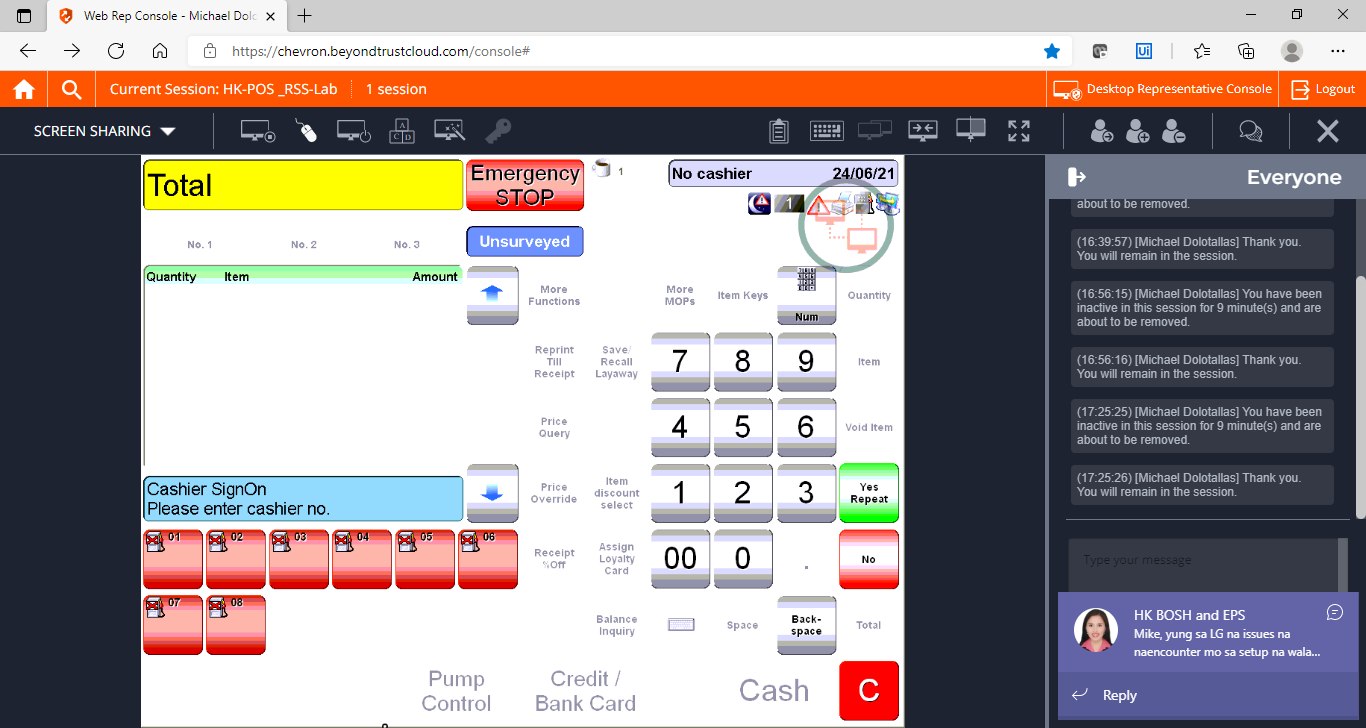 Web Rep Console - Michael Dolo
https://chevron.beyondtrustcloud.com/console#
Current Session: HK-POS _RSS-Lab
1 session
Desktop Representative Console
Logout
SCREEN SHARING
Total
Emergency
STOP
1
No cashier
24/06/21
1
No. 1
No. 2
No. 3
Unsurveyed
Quantity
Item
Amount
More
Functions
More
MOPs
Item Keys
Num
Quantity
Reprint
Till
Receipt
Save/
Recall
Layaway
7
8
9
Item
Price
Query
4
5
6
Void Item
Cashier SignOn
Please enter cashier no.
Price
Override
Item
discount
select
1
2
3
Yes
Repeat
01
02
03
04
05
06
Receipt
%Off
Assign
Loyalty
Card
00
0
.
No
07
08
Balance
Inquiry
Space
Back-
space
Total
Pump
Control
Credit /
Bank Card
Cash
C
Everyone
about to be removed.
(16:39:57) [Michael Dolotallas] Thank you.
You will remain in the session.
(16:56:15) [Michael Dolotallas] You have been
inactive in this session for 9 minute(s) and are
about to be removed.
(16:56:16) [Michael Dolotallas] Thank you.
You will remain in the session.
(17:25:25) [Michael Dolotallas] You have been
inactive in this session for 9 minute(s) and are
about to be removed.
(17:25:26) [Michael Dolotallas] Thank you.
You will remain in the session.
Type your message
HK BOSH and EPS
Mike, yung sa LG na issues na
naencounter mo sa setup na wala...
Reply